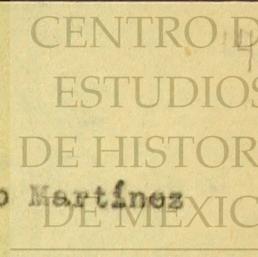 CENTRO D
ESTUDIOS
DE HISTOR
o Martínez
DE MEXIC